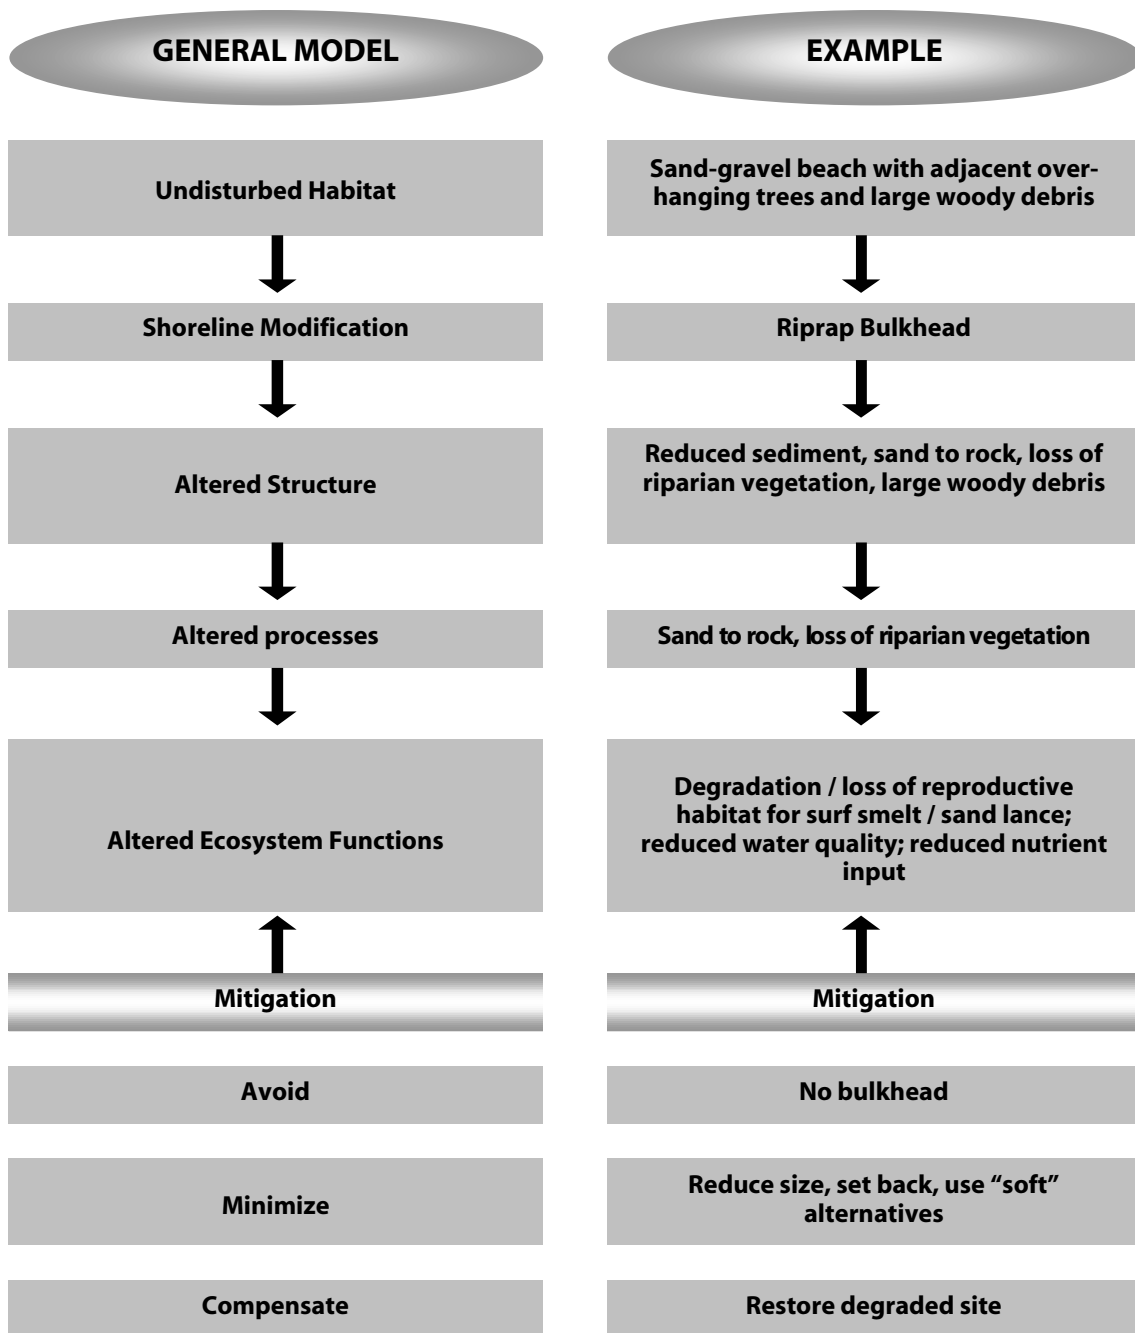 GENERAL MODEL
EXAMPLE
Undisturbed Habitat
Sand-gravel beach with adjacent over-
hanging trees and large woody debris
Shoreline Modification
Riprap Bulkhead
Altered Structure
Reduced sediment, sand to rock, loss of
riparian vegetation, large woody debris
Altered processes
Sand to rock, loss of riparian vegetation
Altered Ecosystem Functions
Degradation / loss of reproductive
habitat for surf smelt / sand lance;
reduced water quality; reduced nutrient
input
Mitigation
Mitigation
Avoid
No bulkhead
Minimize
Reduce size, set back, use “soft”
alternatives
Compensate
Restore degraded site